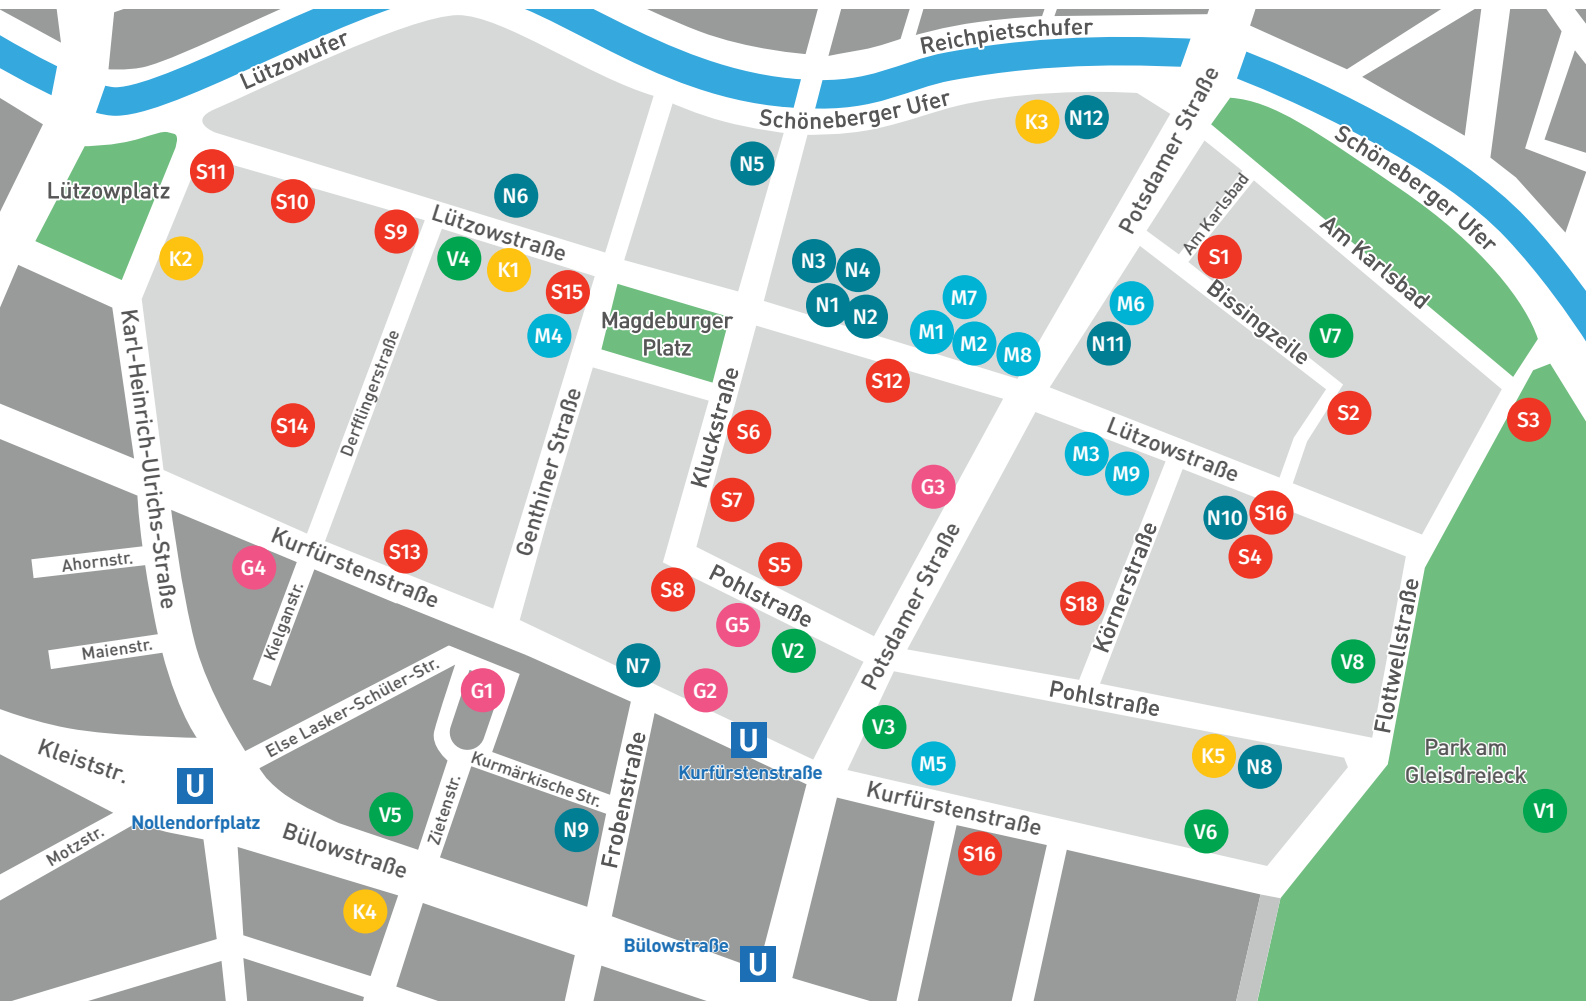 Lützowufer
Reichpietschufer
Schöneberger Ufer
K3
N12
Potsdamer Straße
Schöneberger Ufer
S11
N5
Lützowplatz
S10
N6
Am Karlsbad
Am Karlsbad
S9
Lützowstraße
K2
V4
K1
S15
N3
N4
N1
N2
S1
Bissingzeile
M7
M6
M1
M2
M8
N11
V7
Magdeburger
Platz
M4
Karl-Heinrich-Ulrichs-Straße
Derfflingerstraße
Genthiner Straße
Kluckstraße
S12
S2
S3
S14
S6
Lützowstraße
M3
M9
G3
S7
N10
S16
S4
S13
Kurfürstenstraße
G4
Ahornstr.
S5
S8
Pohlstraße
Potsdamer Straße
Körnerstraße
S18
Flottwellstraße
Kielganstr.
G5
V2
Maienstr.
N7
V8
Else Lasker-Schüler-Str.
G1
G2
Pohlstraße
V3
U
Kurfürstenstraße
Kleiststr.
Park am
Gleisdreieck
K5
N8
M5
Kurmärkische Str.
Frobenstraße
U
Nollendorfplatz
V5
Zietenstr.
Kurfürstenstraße
V1
N9
V6
Motzstr.
Bülowstraße
S16
K4
Bülowstraße
U